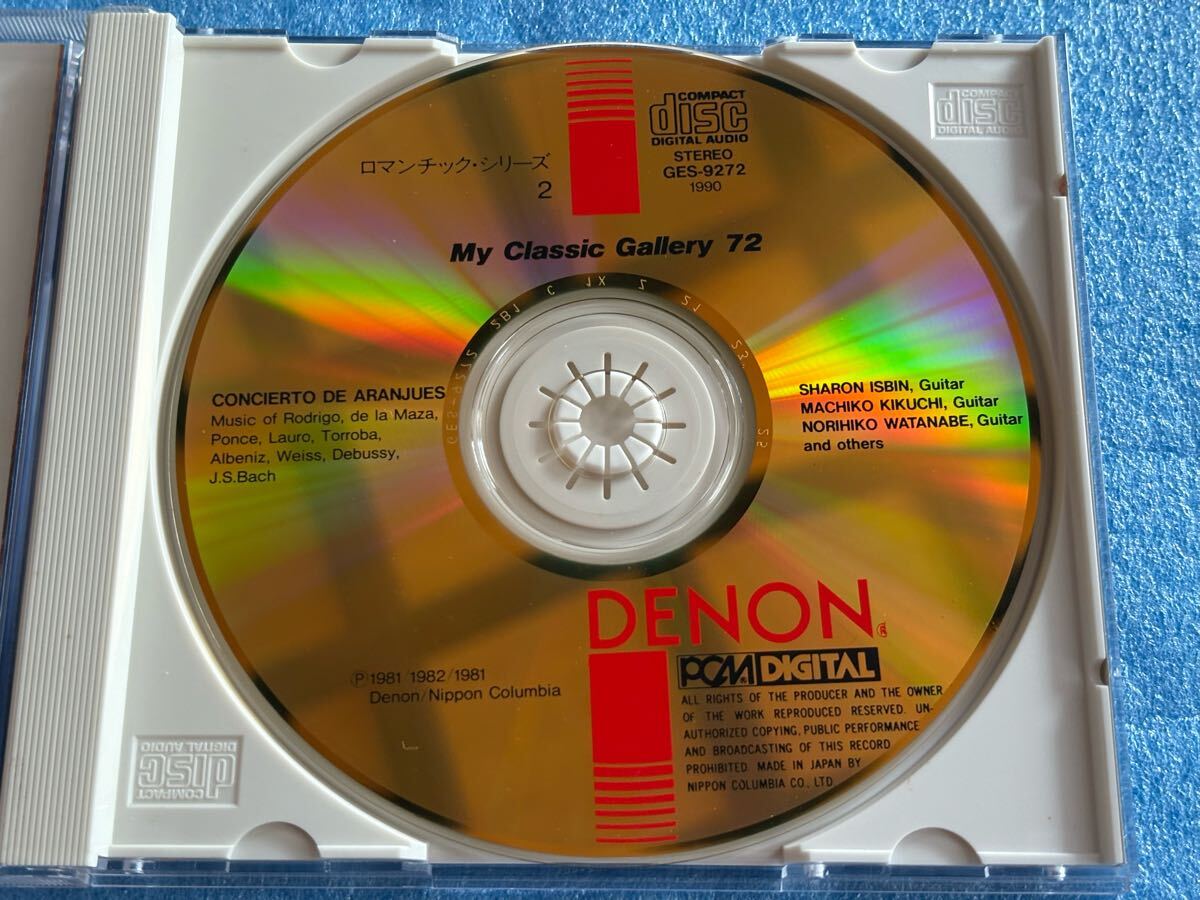 ロマンチック・シリーズ
2
COMPACT
disc
DIGITAL AUDIO
STEREO
GES-9272
1990
My Classic Gallery 72
CONCIERTO DE ARANJUES
Music of Rodrigo, de la Maza,
Ponce, Lauro, Torroba,
Albeniz, Weiss, Debussy,
J.S.Bach
SHARON ISBIN, Guitar
MACHIKO KIKUCHI, Guitar
NORIHIKO WATANABE, Guitar
and others
DENON®
PCM® DIGITAL
Ⓟ1981/1982/1981
Denon/Nippon Columbia
ALL RIGHTS OF THE PRODUCER AND THE OWNER
OF THE WORK REPRODUCED RESERVED. UN-
AUTHORIZED COPYING, PUBLIC PERFORMANCE
AND BROADCASTING OF THIS RECORD
PROHIBITED. MADE IN JAPAN BY
NIPPON COLUMBIA CO., LTD.
COMPACT
disc
DIGITAL AUDIO
COMPACT
disc
DIGITAL AUDIO